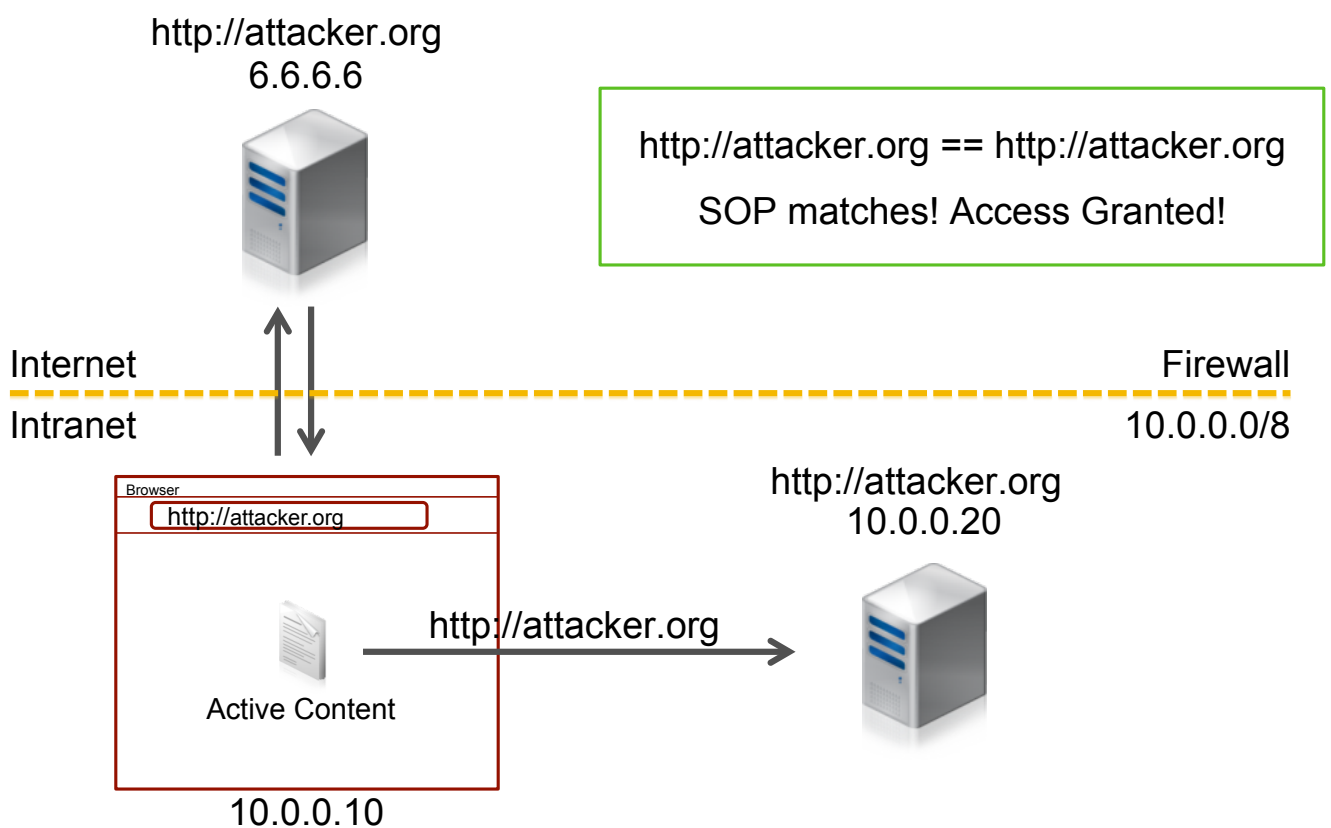 http://attacker.org
6.6.6.6
http://attacker.org == http://attacker.org
SOP matches! Access Granted!
Internet
Firewall
Intranet
10.0.0.0/8
Browser
http://attacker.org
http://attacker.org
10.0.0.20
http://attacker.org
Active Content
10.0.0.10